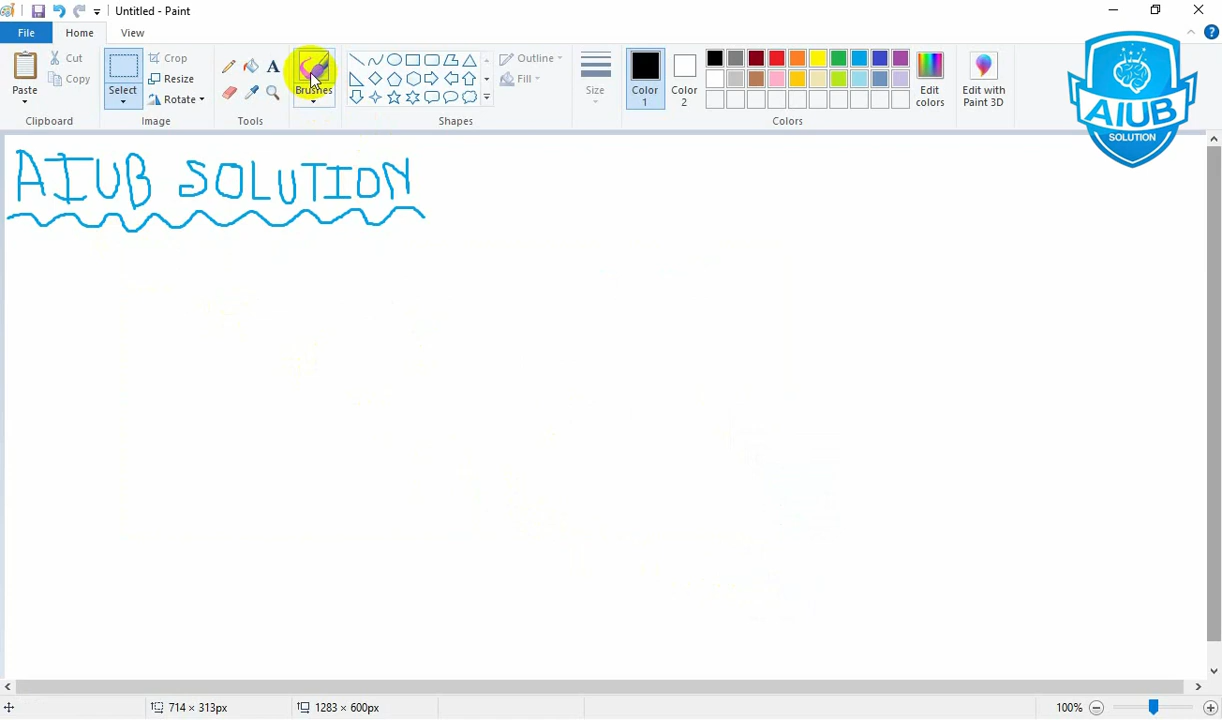 Untitled - Paint
File Home View
Paste Cut Copy Select Crop Resize Rotate A Brushes Outline Fill Size Color 1 Color 2 Edit colors Edit with Paint 3D
Clipboard Image Tools Shapes Colors
AIUB
SOLUTION
AIUB SOLUTION
714 × 313px 1283 × 600px 100%